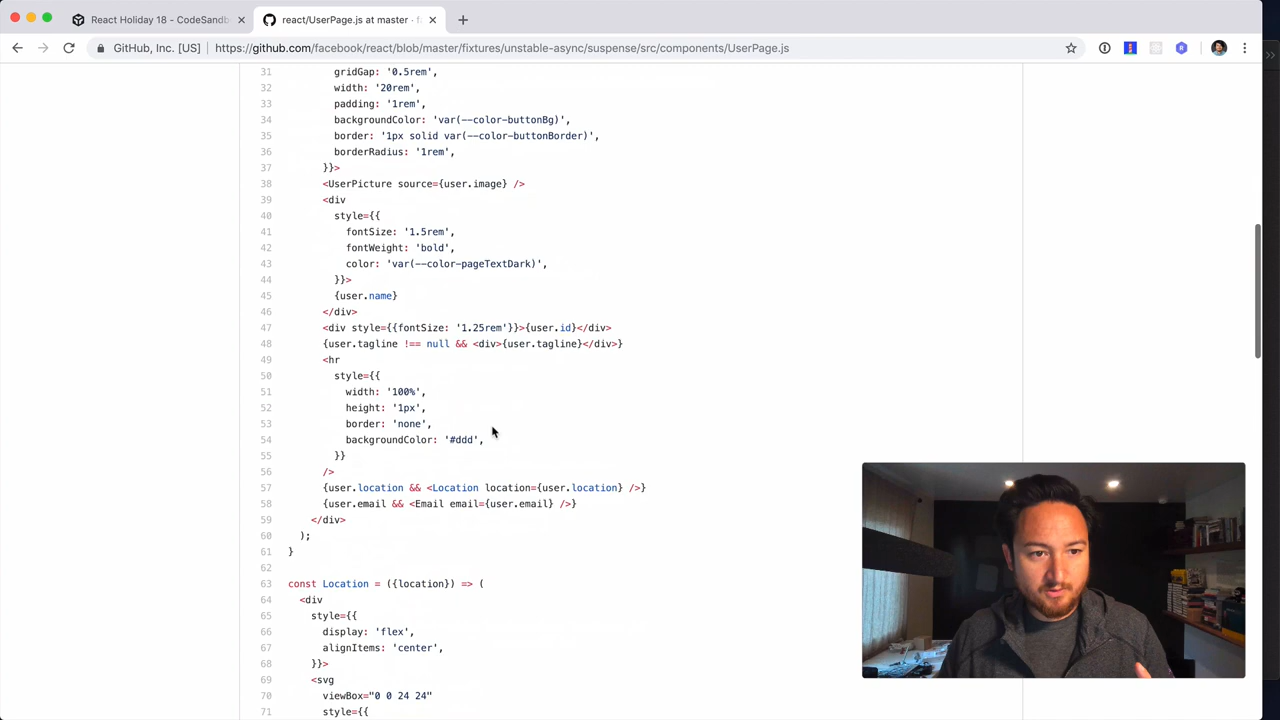 React Holiday 18 - CodeSandb
react/UserPage.js at master · f
GitHub, Inc. [US]
https://github.com/facebook/react/blob/master/fixtures/unstable-async/suspense/src/components/UserPage.js
31 gridGap: '0.5rem',
32 width: '20rem',
33 padding: '1rem',
34 backgroundColor: 'var(--color-buttonBg)',
35 border: '1px solid var(--color-buttonBorder)',
36 borderRadius: '1rem',
37 }}>
38 <UserPicture source={user.image} />
39 <div
40 style={{
41 fontSize: '1.5rem',
42 fontWeight: 'bold',
43 color: 'var(--color-pageTextDark)',
44 }}>
45 {user.name}
46 </div>
47 <div style={{fontSize: '1.25rem'}}>{user.id}</div>
48 {user.tagline !== null && <div>{user.tagline}</div>}
49 <hr
50 style={{
51 width: '100%',
52 height: '1px',
53 border: 'none',
54 backgroundColor: '#ddd',
55 }}
56 />
57 {user.location && <Location location={user.location} />}
58 {user.email && <Email email={user.email} />}
59 </div>
60 );
61 }
62
63 const Location = ({location}) => (
64 <div
65 style={{
66 display: 'flex',
67 alignItems: 'center',
68 }}>
69 <svg
70 viewBox="0 0 24 24"
71 style={{